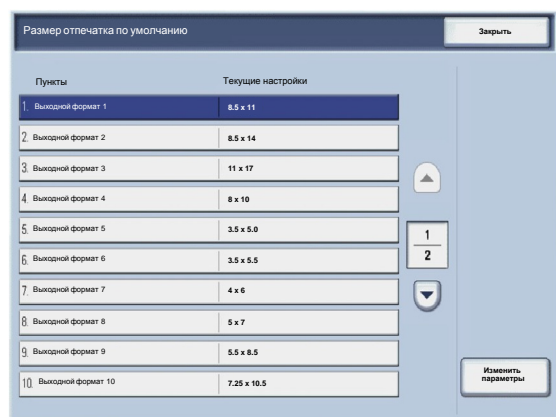 Размер отпечатка по умолчанию
Закрыть
Пункты Текущие настройки
1. Выходной формат 1 8.5 x 11
2. Выходной формат 2 8.5 x 14
3. Выходной формат 3 11 x 17
4. Выходной формат 4 8 x 10
5. Выходной формат 5 3.5 x 5.0
6. Выходной формат 6 3.5 x 5.5
7. Выходной формат 7 4 x 6
8. Выходной формат 8 5 x 7
9. Выходной формат 9 5.5 x 8.5
10. Выходной формат 10 7.25 x 10.5
1
2
Изменить
параметры